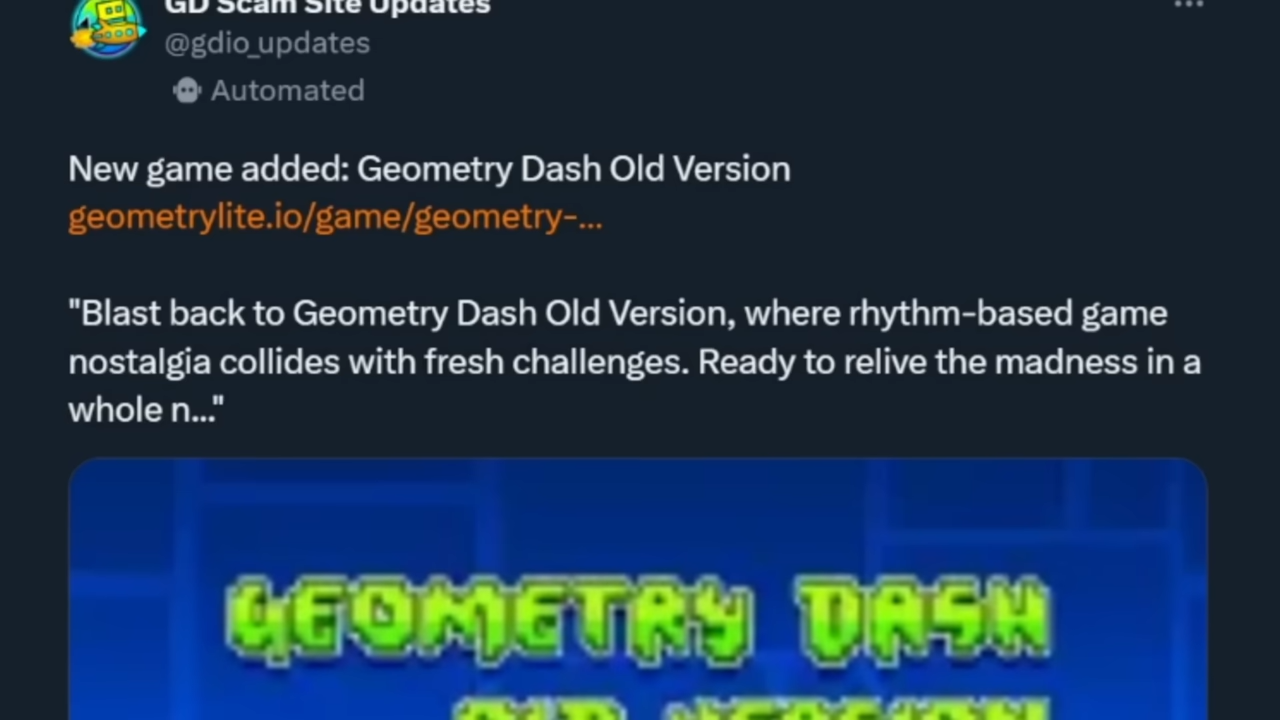 GD Scam Site Updates
@gdio_updates
Automated
New game added: Geometry Dash Old Version
geometrylite.io/game/geometry-...
"Blast back to Geometry Dash Old Version, where rhythm-based game
nostalgia collides with fresh challenges. Ready to relive the madness in a
whole n..."
GEOMETRY DASH
OLD VERSION